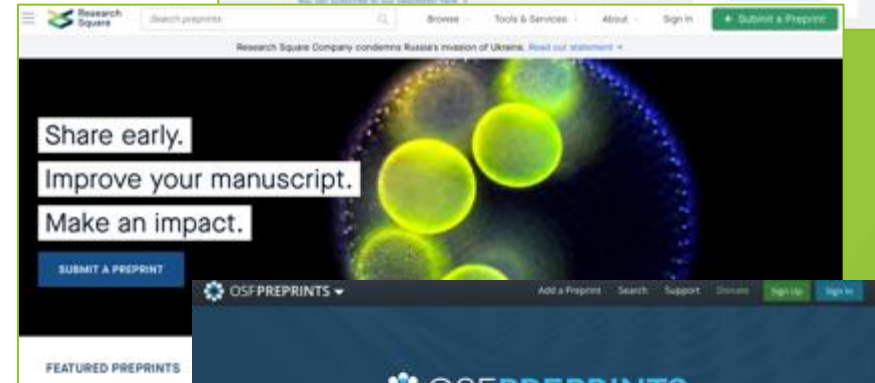 Research
Square
Search preprints
Browse
Tools & Services
About
Sign In
+ Submit a Preprint
Research Square Company condemns Russia's invasion of Ukraine. Read our statement
Share early.
Improve your manuscript.
Make an impact.
SUBMIT A PREPRINT
OSFPREPRINTS
Add a Preprint
Search
Support
Donate
Sign Up
Sign In
FEATURED PREPRINTS